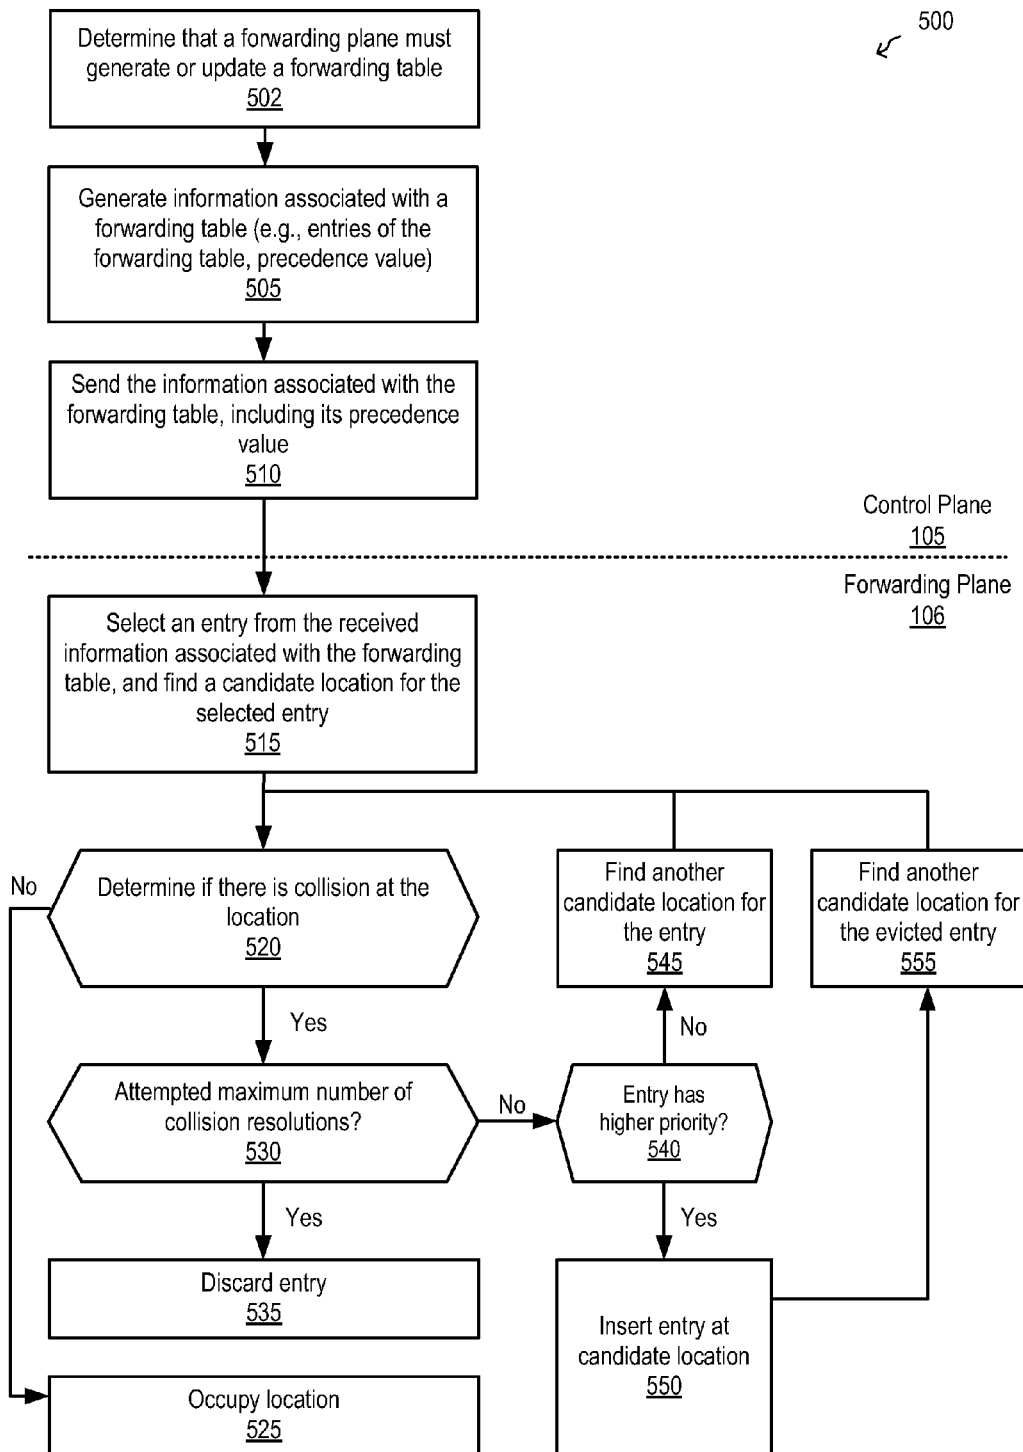 500
Determine that a forwarding plane must
generate or update a forwarding table
502
Generate information associated with a
forwarding table (e.g., entries of the
forwarding table, precedence value)
505
Send the information associated with the
forwarding table, including its precedence
value
510
Control Plane
105
Forwarding Plane
106
Select an entry from the received
information associated with the forwarding
table, and find a candidate location for the
selected entry
515
No
Determine if there is collision at the
location
520
Find another
candidate location for
the entry
545
Find another
candidate location for
the evicted entry
555
Yes
No
Attempted maximum number of
collision resolutions?
530
No
Entry has
higher priority?
540
Yes
Yes
Discard entry
535
Insert entry at
candidate location
550
Occupy location
525